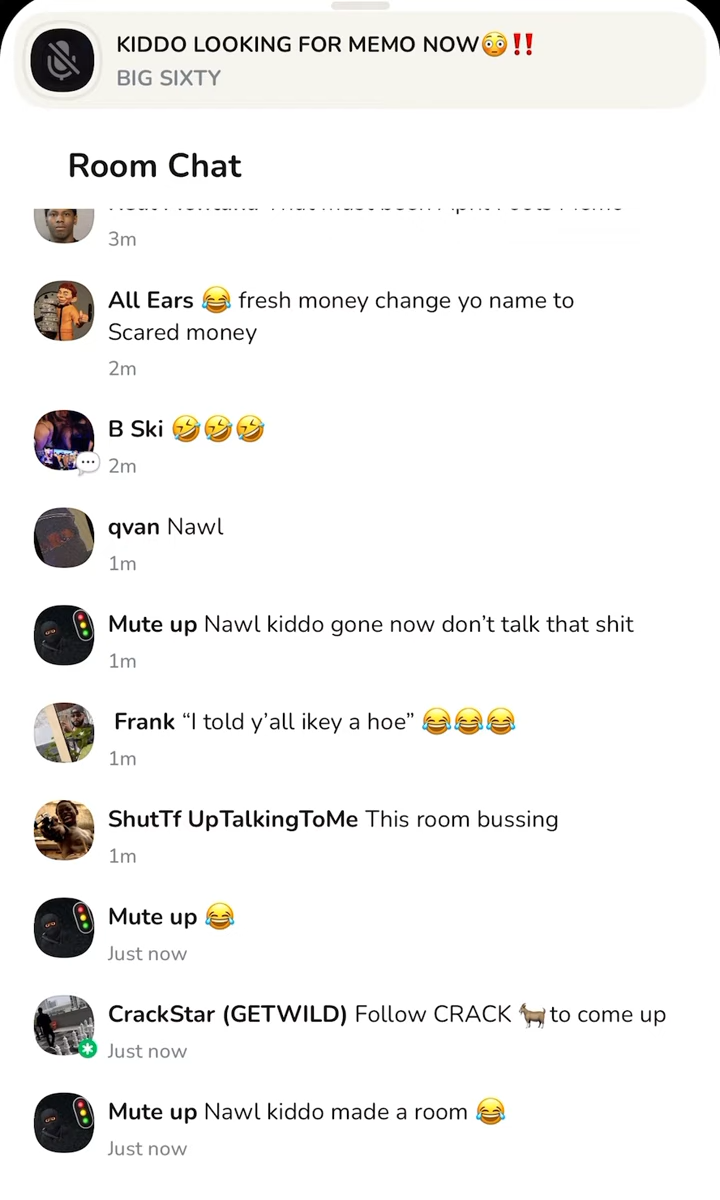 KIDDO LOOKING FOR MEMO NOW😳‼️
BIG SIXTY
Room Chat
3m
All Ears 😂 fresh money change yo name to
Scared money
2m
B Ski 🤣🤣🤣
2m
qvan Nawl
1m
Mute up Nawl kiddo gone now don’t talk that shit
1m
Frank “I told y’all ikey a hoe” 😂😂😂
1m
ShutTf UpTalkingToMe This room bussing
1m
Mute up 😂
Just now
CrackStar (GETWILD) Follow CRACK 🐐to come up
Just now
Mute up Nawl kiddo made a room 😂
Just now